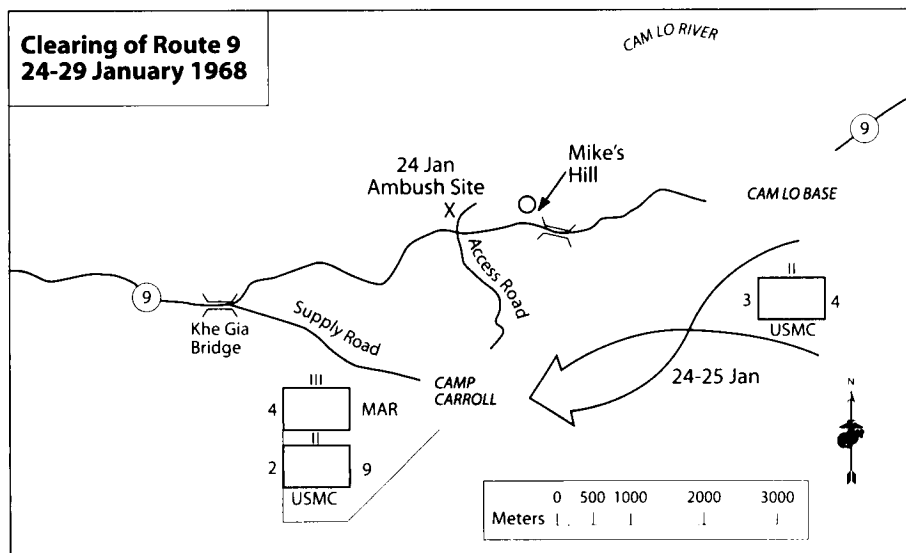 Clearing of Route 9
24-29 January 1968
CAM LO RIVER
9
24 Jan
Ambush Site
X
Mike's
Hill
CAM LO BASE
Access Road
9
Khe Gia
Bridge
Supply Road
II
3 4
USMC
24-25 Jan
CAMP
CARROLL
III
4 MAR
II
2 9
USMC
N
0 500 1000 2000 3000
Meters